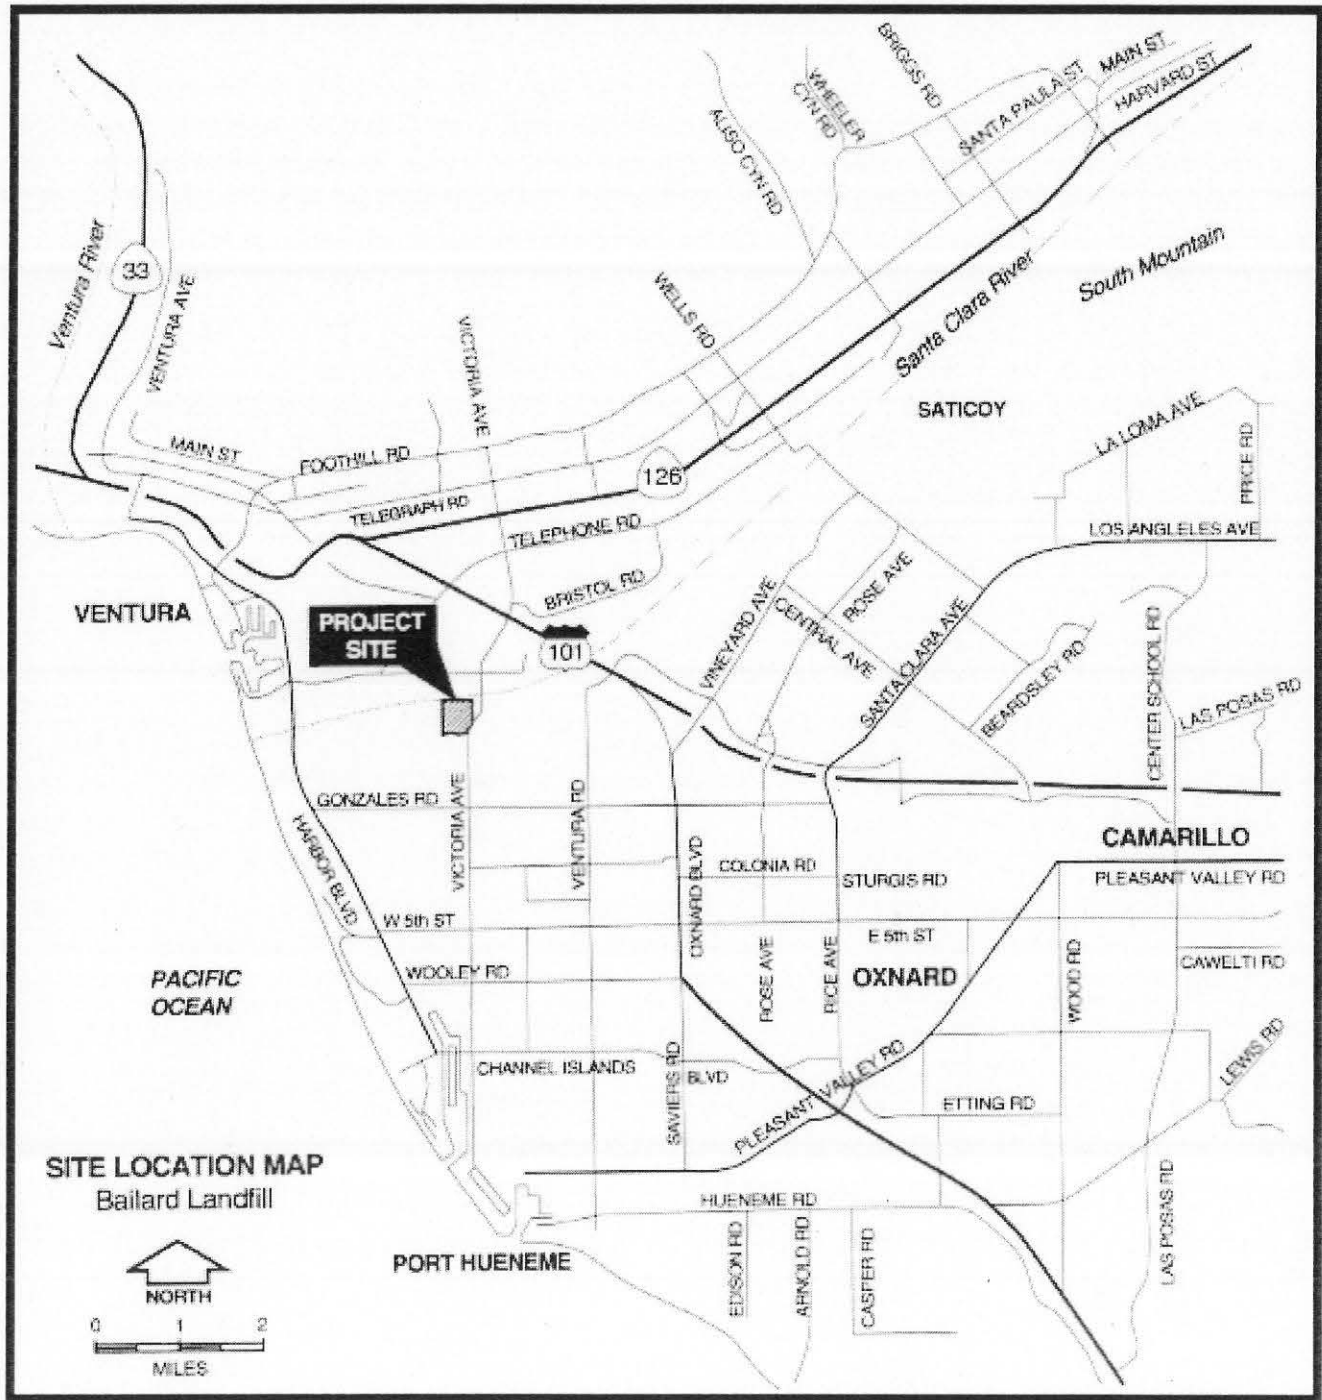 BRIGGS RD
MAIN ST
SANTA PAULA ST
HARVARD ST
WHEELER
CYN RD
ALISO CYN RD
Ventura River
33
VENTURA AVE
South Mountain
Santa Clara River
WELLS RD
VICTORIA AVE
SATICOY
LA LOMA AVE
PRICE RD
MAIN ST
FOOTHILL RD
126
TELEGRAPH RD
TELEPHONE RD
LOS ANGLELES AVE
BRISTOL RD
VENTURA
PROJECT
SITE
101
VINEYARD AVE
CENTRAL AVE
ROSE AVE
SANTA CLARA AVE
BEARDSLEY RD
CENTER SCHOOL RD
LAS POSAS RD
GONZALES RD
HARBOR BLVD
VICTORIA AVE
VENTURA RD
OXNARD BLVD
COLONIA RD
STURGIS RD
CAMARILLO
PLEASANT VALLEY RD
W 5th ST
E 5th ST
WOOLEY RD
ROSE AVE
RICE AVE
OXNARD
WOOD RD
CAWELTI RD
PACIFIC
OCEAN
CHANNEL ISLANDS
BLVD
SAVIERS RD
PLEASANT VALLEY RD
ETTING RD
LEWIS RD
SITE LOCATION MAP
Bailard Landfill
HUENEME RD
LAS POSAS RD
PORT HUENEME
EDISON RD
ARNOLD RD
CASPER RD
NORTH
0 1 2
MILES